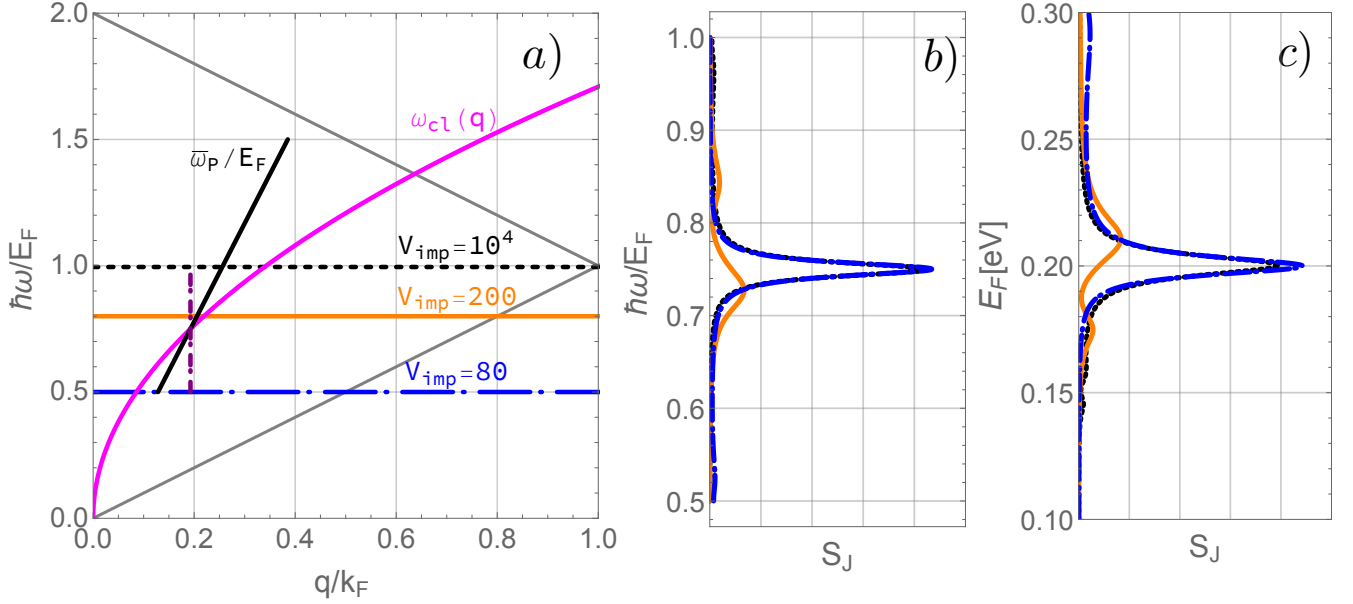 a)
2.0
1.5
1.0
0.5
0.0
ħω/E_F
ω_cl(q)
ω̅_P/E_F
V_imp=10⁴
V_imp=200
V_imp=80
0.0 0.2 0.4 0.6 0.8 1.0
q/k_F
b)
1.0
0.9
0.8
0.7
0.6
0.5
ħω/E_F
S_J
c)
0.30
0.25
0.20
0.15
0.10
E_F[eV]
S_J